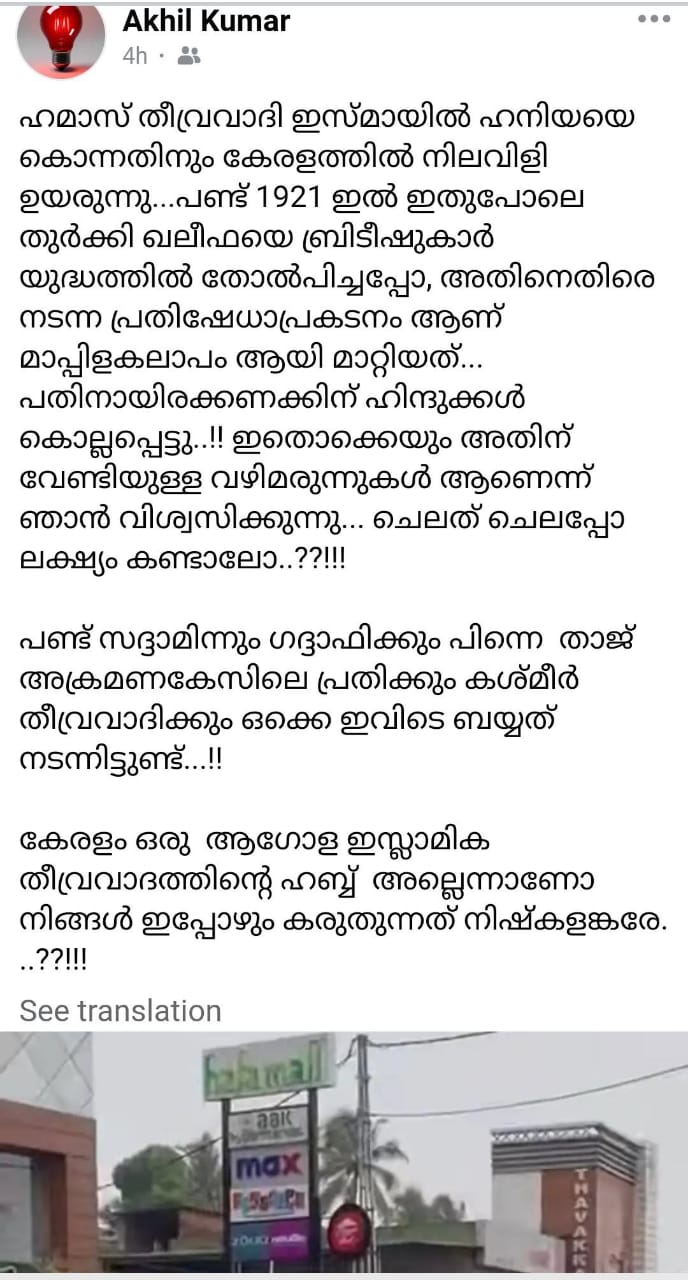 Akhil Kumar
4h
ഹമാസ് തീവ്രവാദി ഇസ്മായിൽ ഹനിയയെ
കൊന്നതിനും കേരളത്തിൽ നിലവിളി
ഉയരുന്നു...പണ്ട് 1921 ഇൽ ഇതുപോലെ
തുർക്കി ഖലീഫയെ ബ്രിടീഷുകാർ
യുദ്ധത്തിൽ തോൽപിച്ചപ്പോ, അതിനെതിരെ
നടന്ന പ്രതിഷേധാപ്രകടനം ആണ്
മാപ്പിളകലാപം ആയി മാറ്റിയത്...
പതിനായിരക്കണക്കിന് ഹിന്ദുക്കൾ
കൊല്ലപ്പെട്ടു..!! ഇതൊക്കെയും അതിന്
വേണ്ടിയുള്ള വഴിമരുന്നുകൾ ആണെന്ന്
ഞാൻ വിശ്വസിക്കുന്നു... ചെലത് ചെലപ്പോ
ലക്ഷ്യം കണ്ടാലോ..??!!!
പണ്ട് സദ്ദാമിന്നും ഗദ്ദാഫിക്കും പിന്നെ താജ്
അക്രമണകേസിലെ പ്രതിക്കും കശ്മീർ
തീവ്രവാദിക്കും ഒക്കെ ഇവിടെ ബയ്യത്
നടന്നിട്ടുണ്ട്...!!
കേരളം ഒരു ആഗോള ഇസ്ലാമിക
തീവ്രവാദത്തിന്റെ ഹബ്ബ് അല്ലെന്നാണോ
നിങ്ങൾ ഇപ്പോഴും കരുതുന്നത് നിഷ്കളങ്കരേ.
..??!!!
See translation
mall
aak
max
THAVAKK